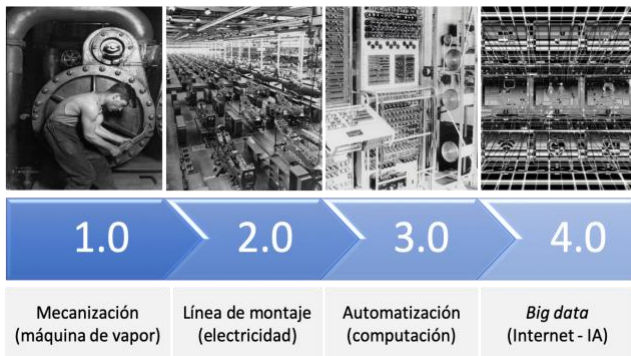 1.0
2.0
3.0
4.0
Mecanización
(máquina de vapor)
Línea de montaje
(electricidad)
Automatización
(computación)
Big data
(Internet - IA)